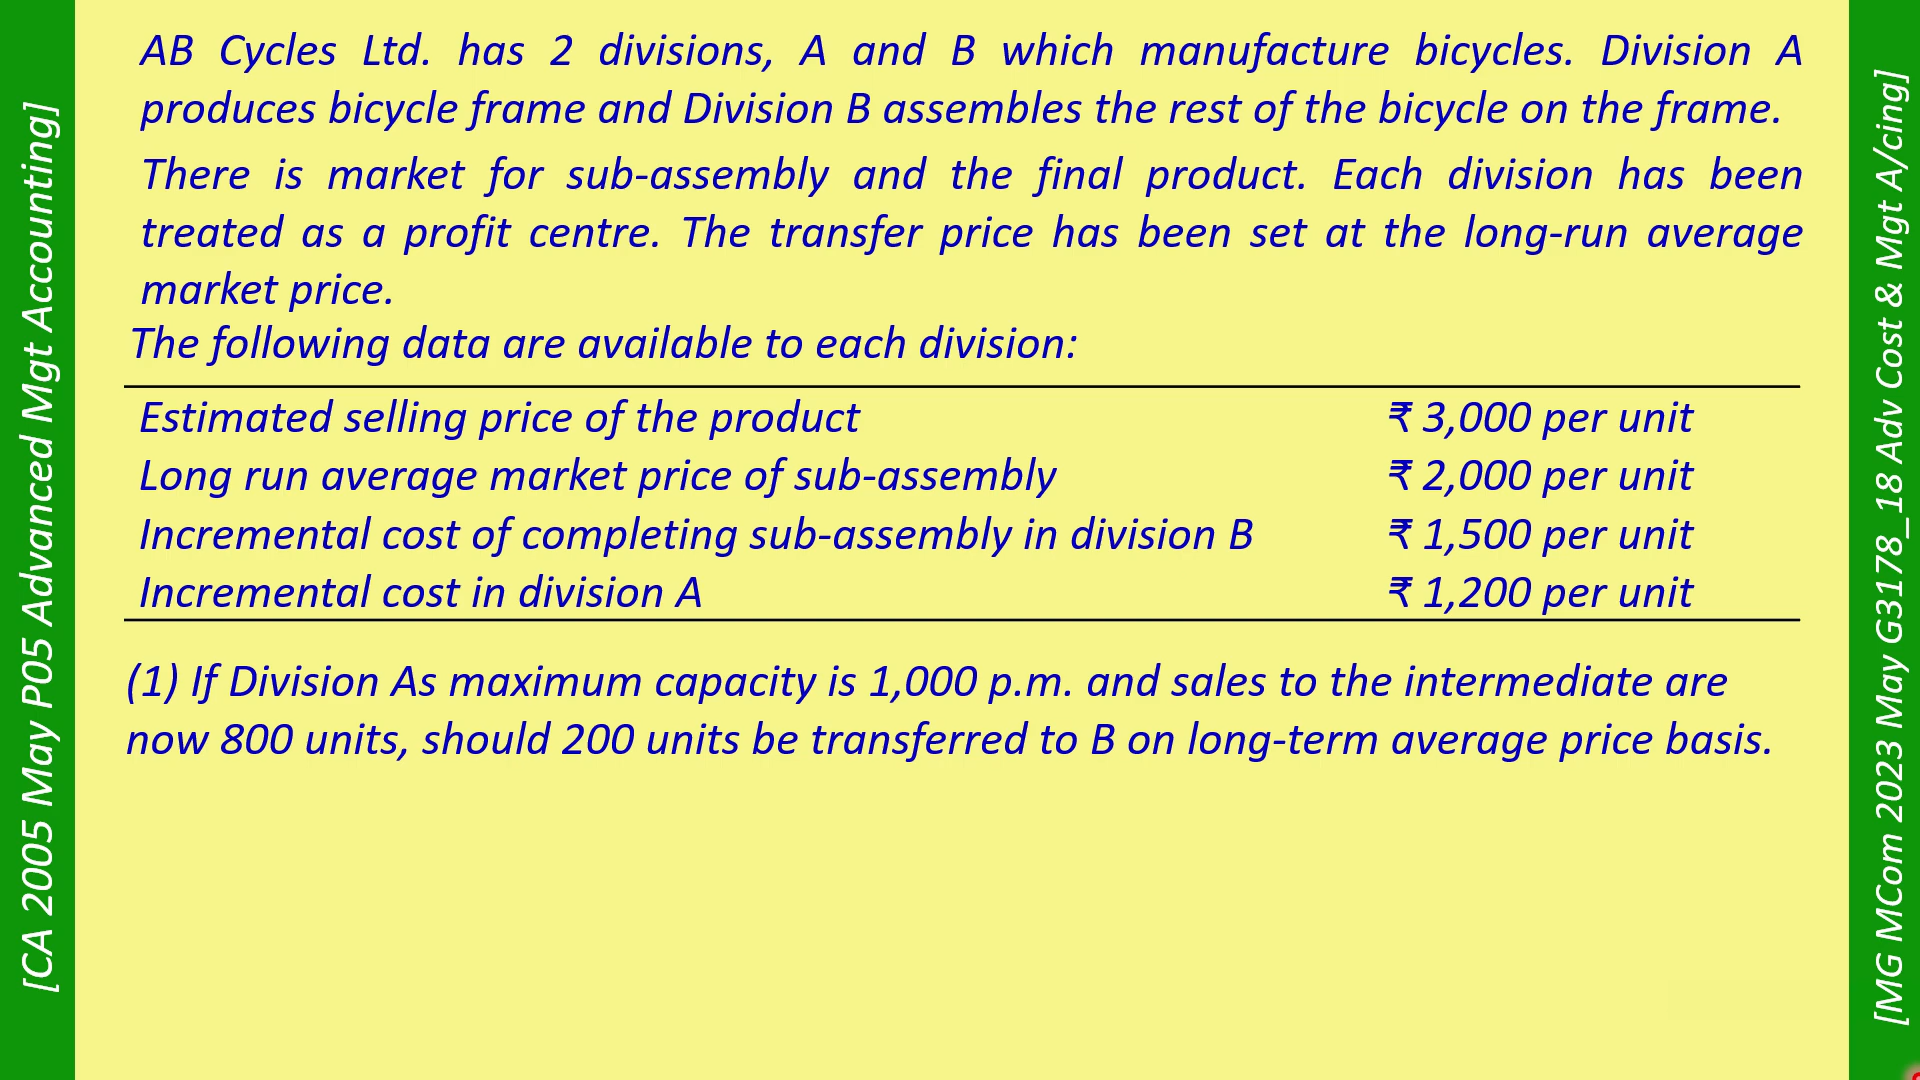 [CA 2005 May P05 Advanced Mgt Accounting]
AB Cycles Ltd. has 2 divisions, A and B which manufacture bicycles. Division A
produces bicycle frame and Division B assembles the rest of the bicycle on the frame.
There is market for sub-assembly and the final product. Each division has been
treated as a profit centre. The transfer price has been set at the long-run average
market price.
The following data are available to each division:
Estimated selling price of the product ₹ 3,000 per unit
Long run average market price of sub-assembly ₹ 2,000 per unit
Incremental cost of completing sub-assembly in division B ₹ 1,500 per unit
Incremental cost in division A ₹ 1,200 per unit
(1) If Division As maximum capacity is 1,000 p.m. and sales to the intermediate are
now 800 units, should 200 units be transferred to B on long-term average price basis.
[MG MCom 2023 May G3178_18 Adv Cost & Mgt A/cing]